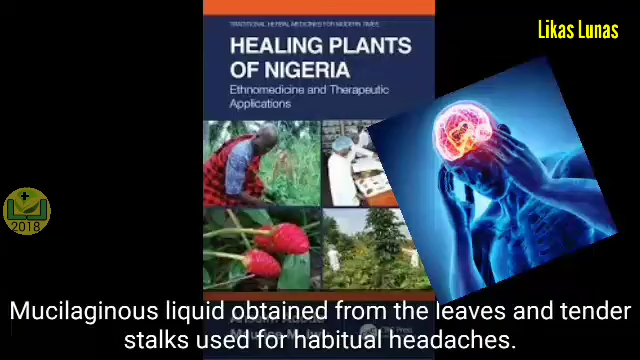 Likas Lunas
TRADITIONAL HERBAL MEDICINES FOR MODERN TIMES
HEALING PLANTS
OF NIGERIA
Ethnomedicine and Therapeutic
Applications
2018
Mucilaginous liquid obtained from the leaves and tender
stalks used for habitual headaches.